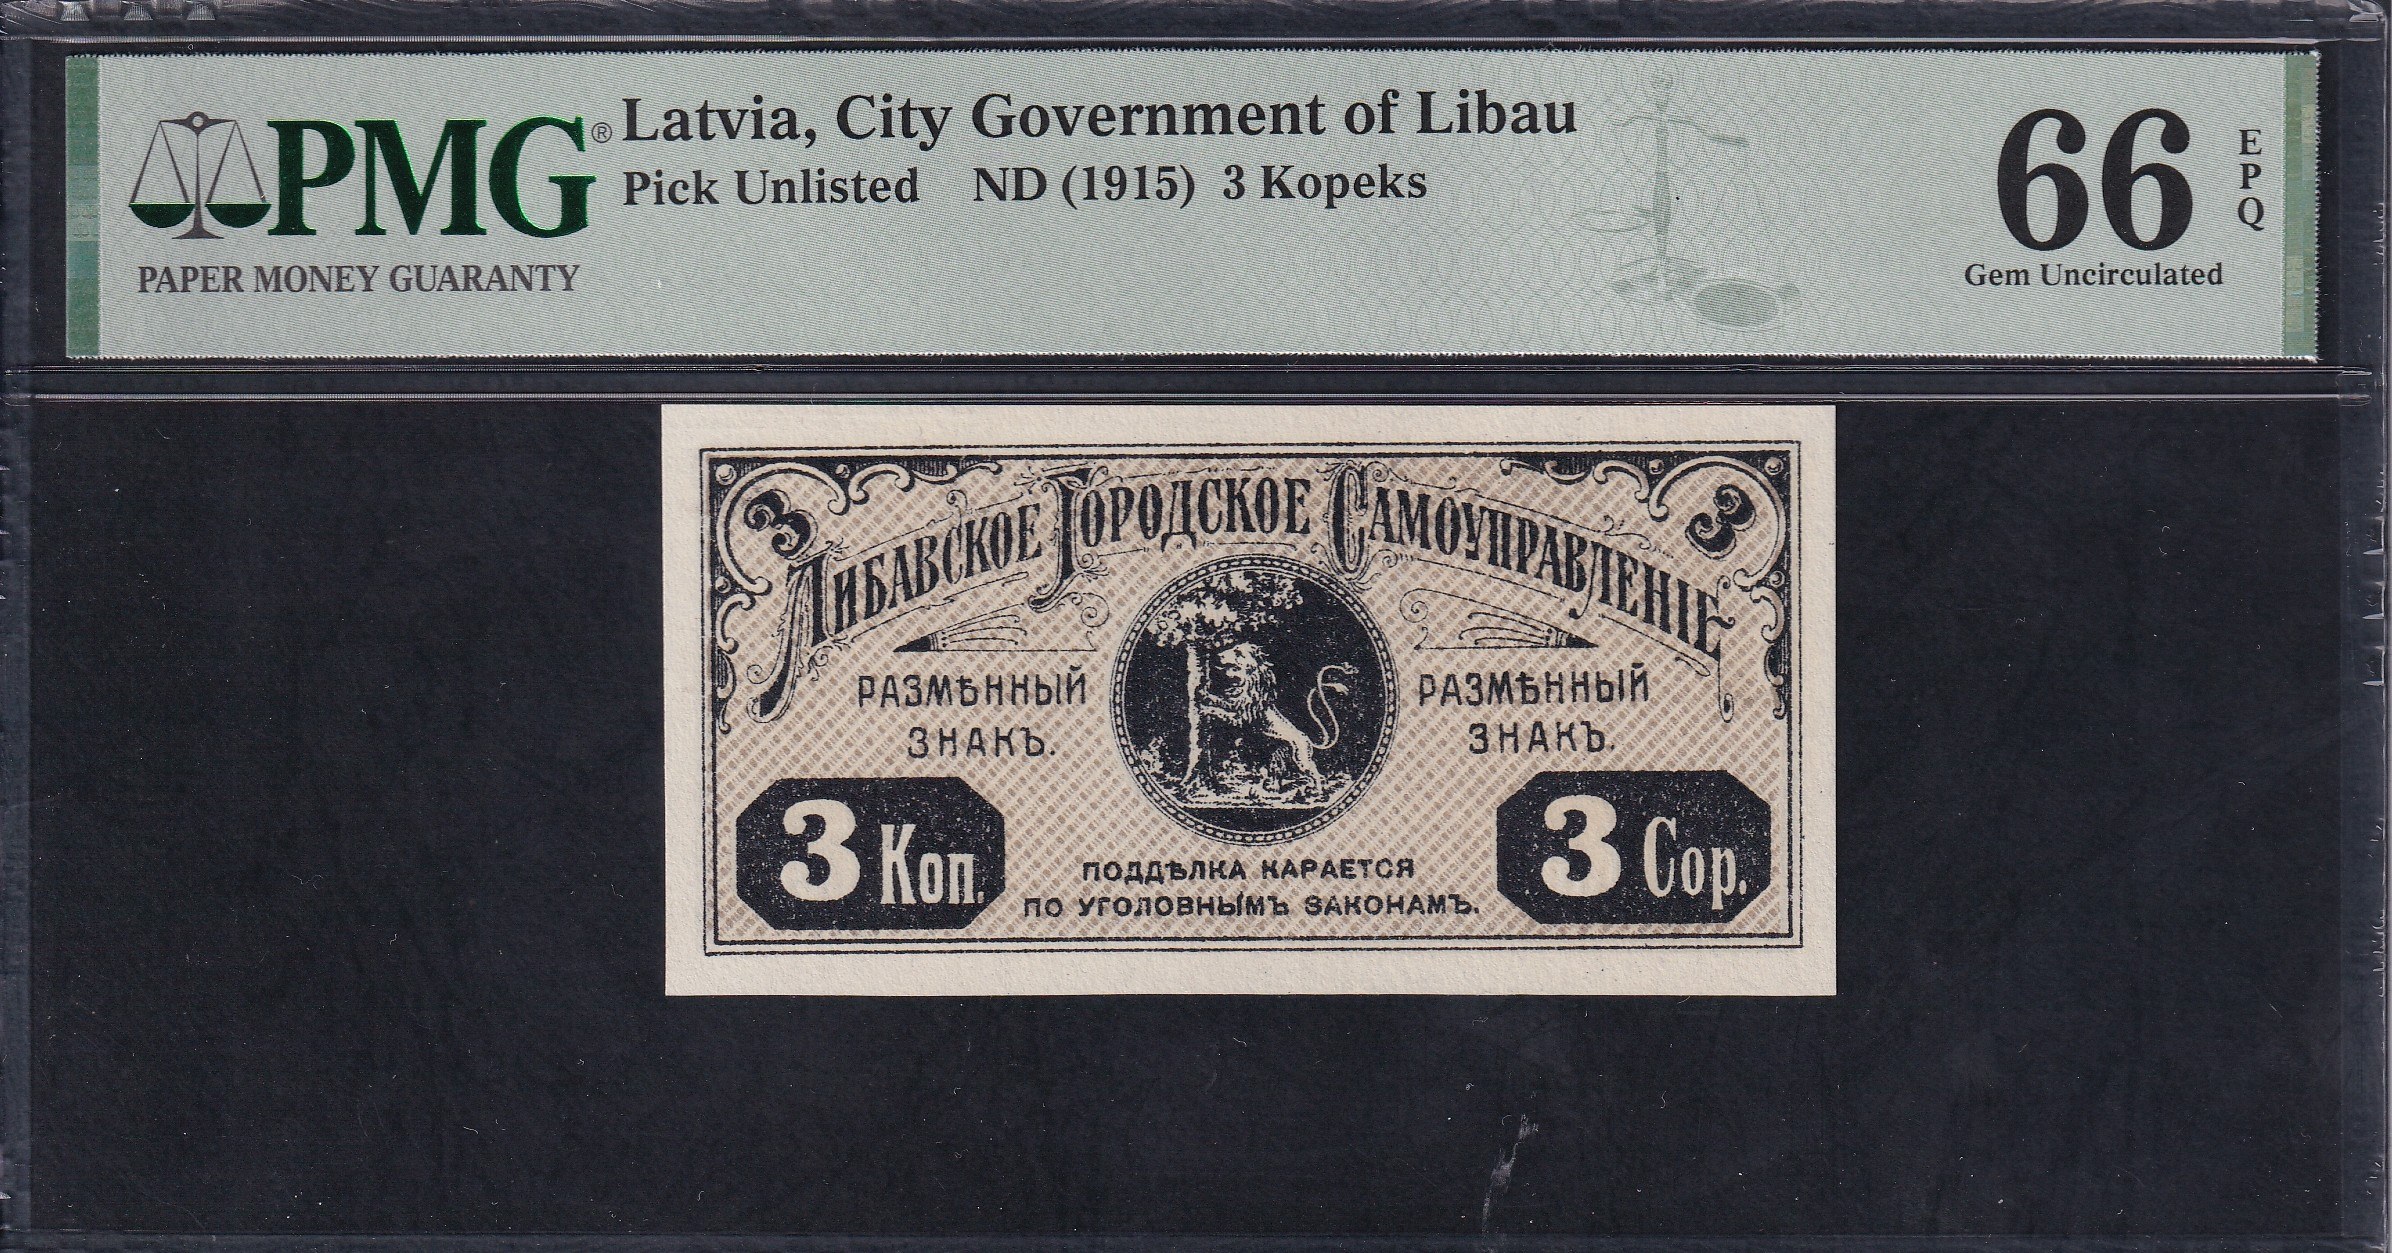 PMG®
PAPER MONEY GUARANTY
Latvia, City Government of Libau
Pick Unlisted ND (1915) 3 Kopeks
66 EPQ
Gem Uncirculated
3 3
Либавское Городское Самоуправленіе
РАЗМѢННЫЙ ЗНАКЪ.
РАЗМѢННЫЙ ЗНАКЪ.
3 Коп.
ПОДДѢЛКА КАРАЕТСЯ
ПО УГОЛОВНЫМЪ ЗАКОНАМЪ.
3 Cop.